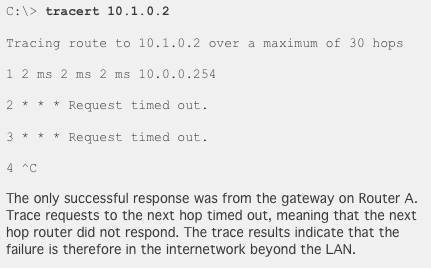 C:\> tracert 10.1.0.2
Tracing route to 10.1.0.2 over a maximum of 30 hops
1 2 ms 2 ms 2 ms 10.0.0.254
2 * * * Request timed out.
3 * * * Request timed out.
4 ^C
The only successful response was from the gateway on Router A.
Trace requests to the next hop timed out, meaning that the next
hop router did not respond. The trace results indicate that the
failure is therefore in the internetwork beyond the LAN.